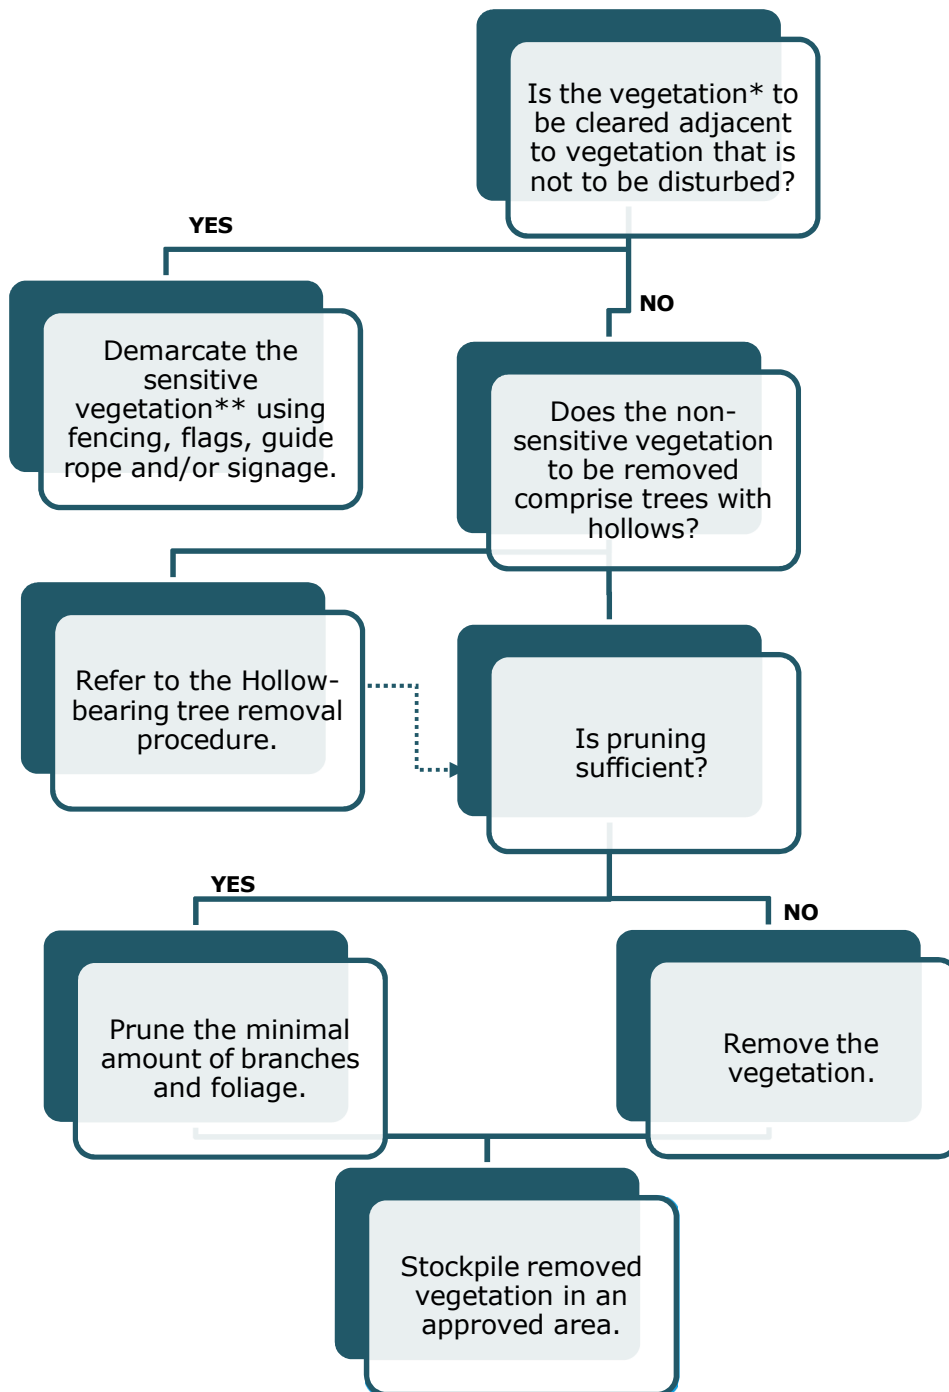 Is the vegetation* to
be cleared adjacent
to vegetation that is
not to be disturbed?
YES
NO
Demarcate the
sensitive
vegetation** using
fencing, flags, guide
rope and/or signage.
Does the non-
sensitive vegetation
to be removed
comprise trees with
hollows?
Refer to the Hollow-
bearing tree removal
procedure.
Is pruning
sufficient?
YES
NO
Prune the minimal
amount of branches
and foliage.
Remove the
vegetation.
Stockpile removed
vegetation in an
approved area.